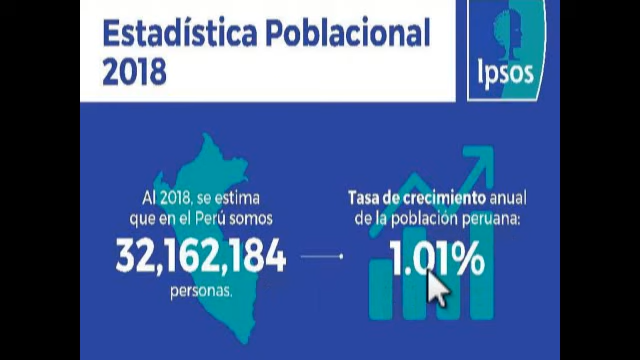 Estadística Poblacional
2018
Ipsos
Al 2018, se estima
que en el Perú somos
32,162,184
personas.
Tasa de crecimiento anual
de la población peruana:
1.01%